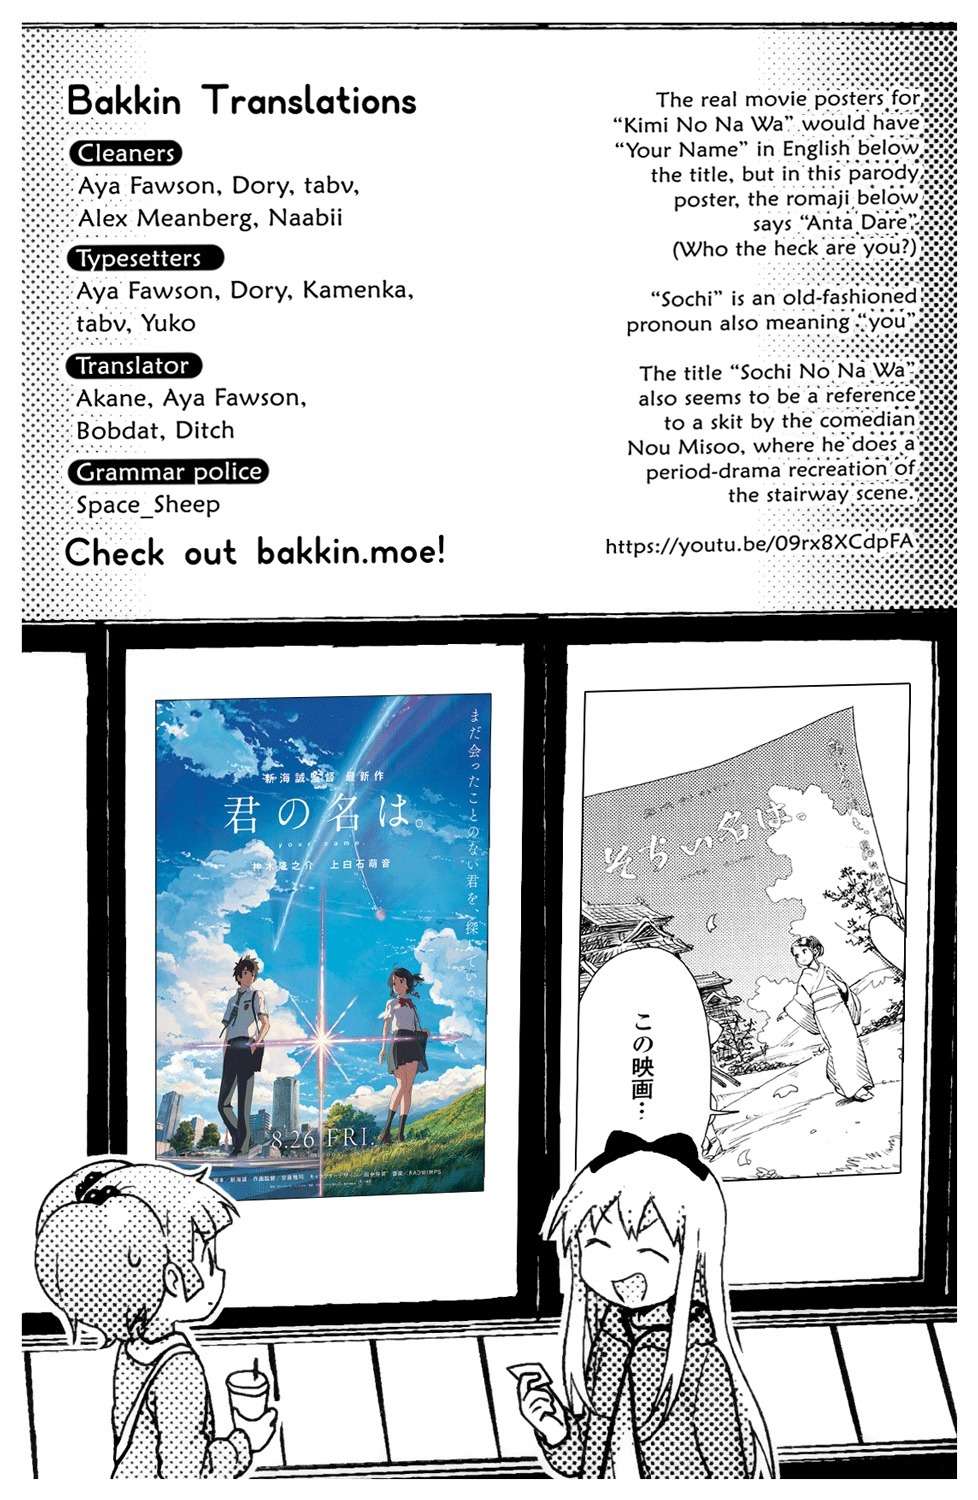 Bakkin Translations
Cleaners
Aya Fawson, Dory, tabv,
Alex Meanberg, Naabii
Typesetters
Aya Fawson, Dory, Kamenka,
tabv, Yuko
Translator
Akane, Aya Fawson,
Bobdat, Ditch
Grammar police
Space_Sheep
Check out bakkin.moe!
The real movie posters for
“Kimi No Na Wa” would have
“Your Name” in English below
the title, but in this parody
poster, the romaji below
says “Anta Dare”.
(Who the heck are you?)
“Sochi” is an old-fashioned
pronoun also meaning “you”
The title “Sochi No Na Wa”
also seems to be a reference
to a skit by the comedian
Nou Misoo, where he does a
period-drama recreation of
the stairway scene.
https://youtu.be/09rx8XCdpFA
まだ会ったことのない君を、探している。
新海誠監督 最新作
君の名は。
your name.
神木隆之介 上白石萌音
8.26 FRI.
そちの名は。
この映画…